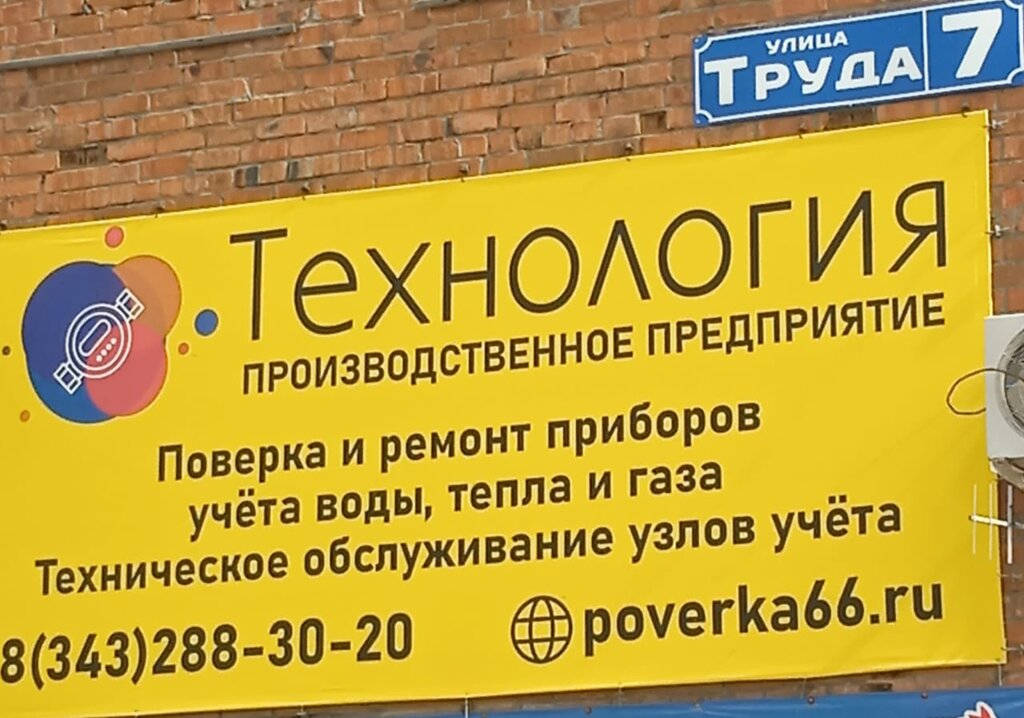 УЛИЦА
ТРУДА 7
Технология
ПРОИЗВОДСТВЕННОЕ ПРЕДПРИЯТИЕ
Поверка и ремонт приборов
учёта воды, тепла и газа
Техническое обслуживание узлов учёта
8(343)288-30-20
poverka66.ru